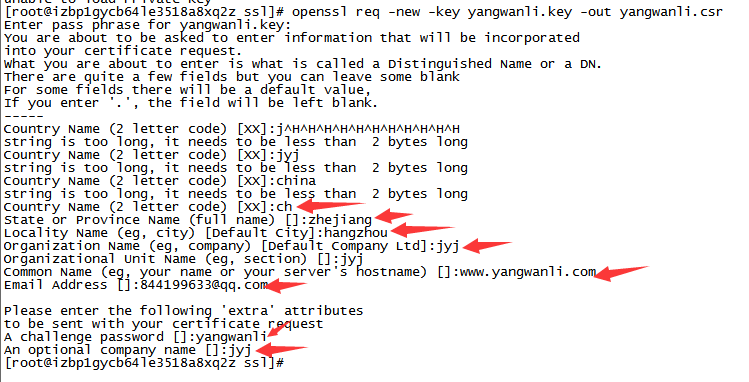 unable to load Private Key
[root@izbp1gycb64le3518a8xq2z ssl]# openssl req -new -key yangwanli.key -out yangwanli.csr
Enter pass phrase for yangwanli.key:
You are about to be asked to enter information that will be incorporated
into your certificate request.
What you are about to enter is what is called a Distinguished Name or a DN.
There are quite a few fields but you can leave some blank
For some fields there will be a default value,
If you enter '.', the field will be left blank.
-----
Country Name (2 letter code) [XX]:j^H^H^H^H^H^H^H^H^H^H^H^H
string is too long, it needs to be less than  2 bytes long
Country Name (2 letter code) [XX]:jyj
string is too long, it needs to be less than  2 bytes long
Country Name (2 letter code) [XX]:china
string is too long, it needs to be less than  2 bytes long
Country Name (2 letter code) [XX]:ch
State or Province Name (full name) []:zhejiang
Locality Name (eg, city) [Default City]:hangzhou
Organization Name (eg, company) [Default Company Ltd]:jyj
Organizational Unit Name (eg, section) []:jyj
Common Name (eg, your name or your server's hostname) []:www.yangwanli.com
Email Address []:844199633@qq.com
Please enter the following 'extra' attributes
to be sent with your certificate request
A challenge password []:yangwanli
An optional company name []:jyj
[root@izbp1gycb64le3518a8xq2z ssl]#